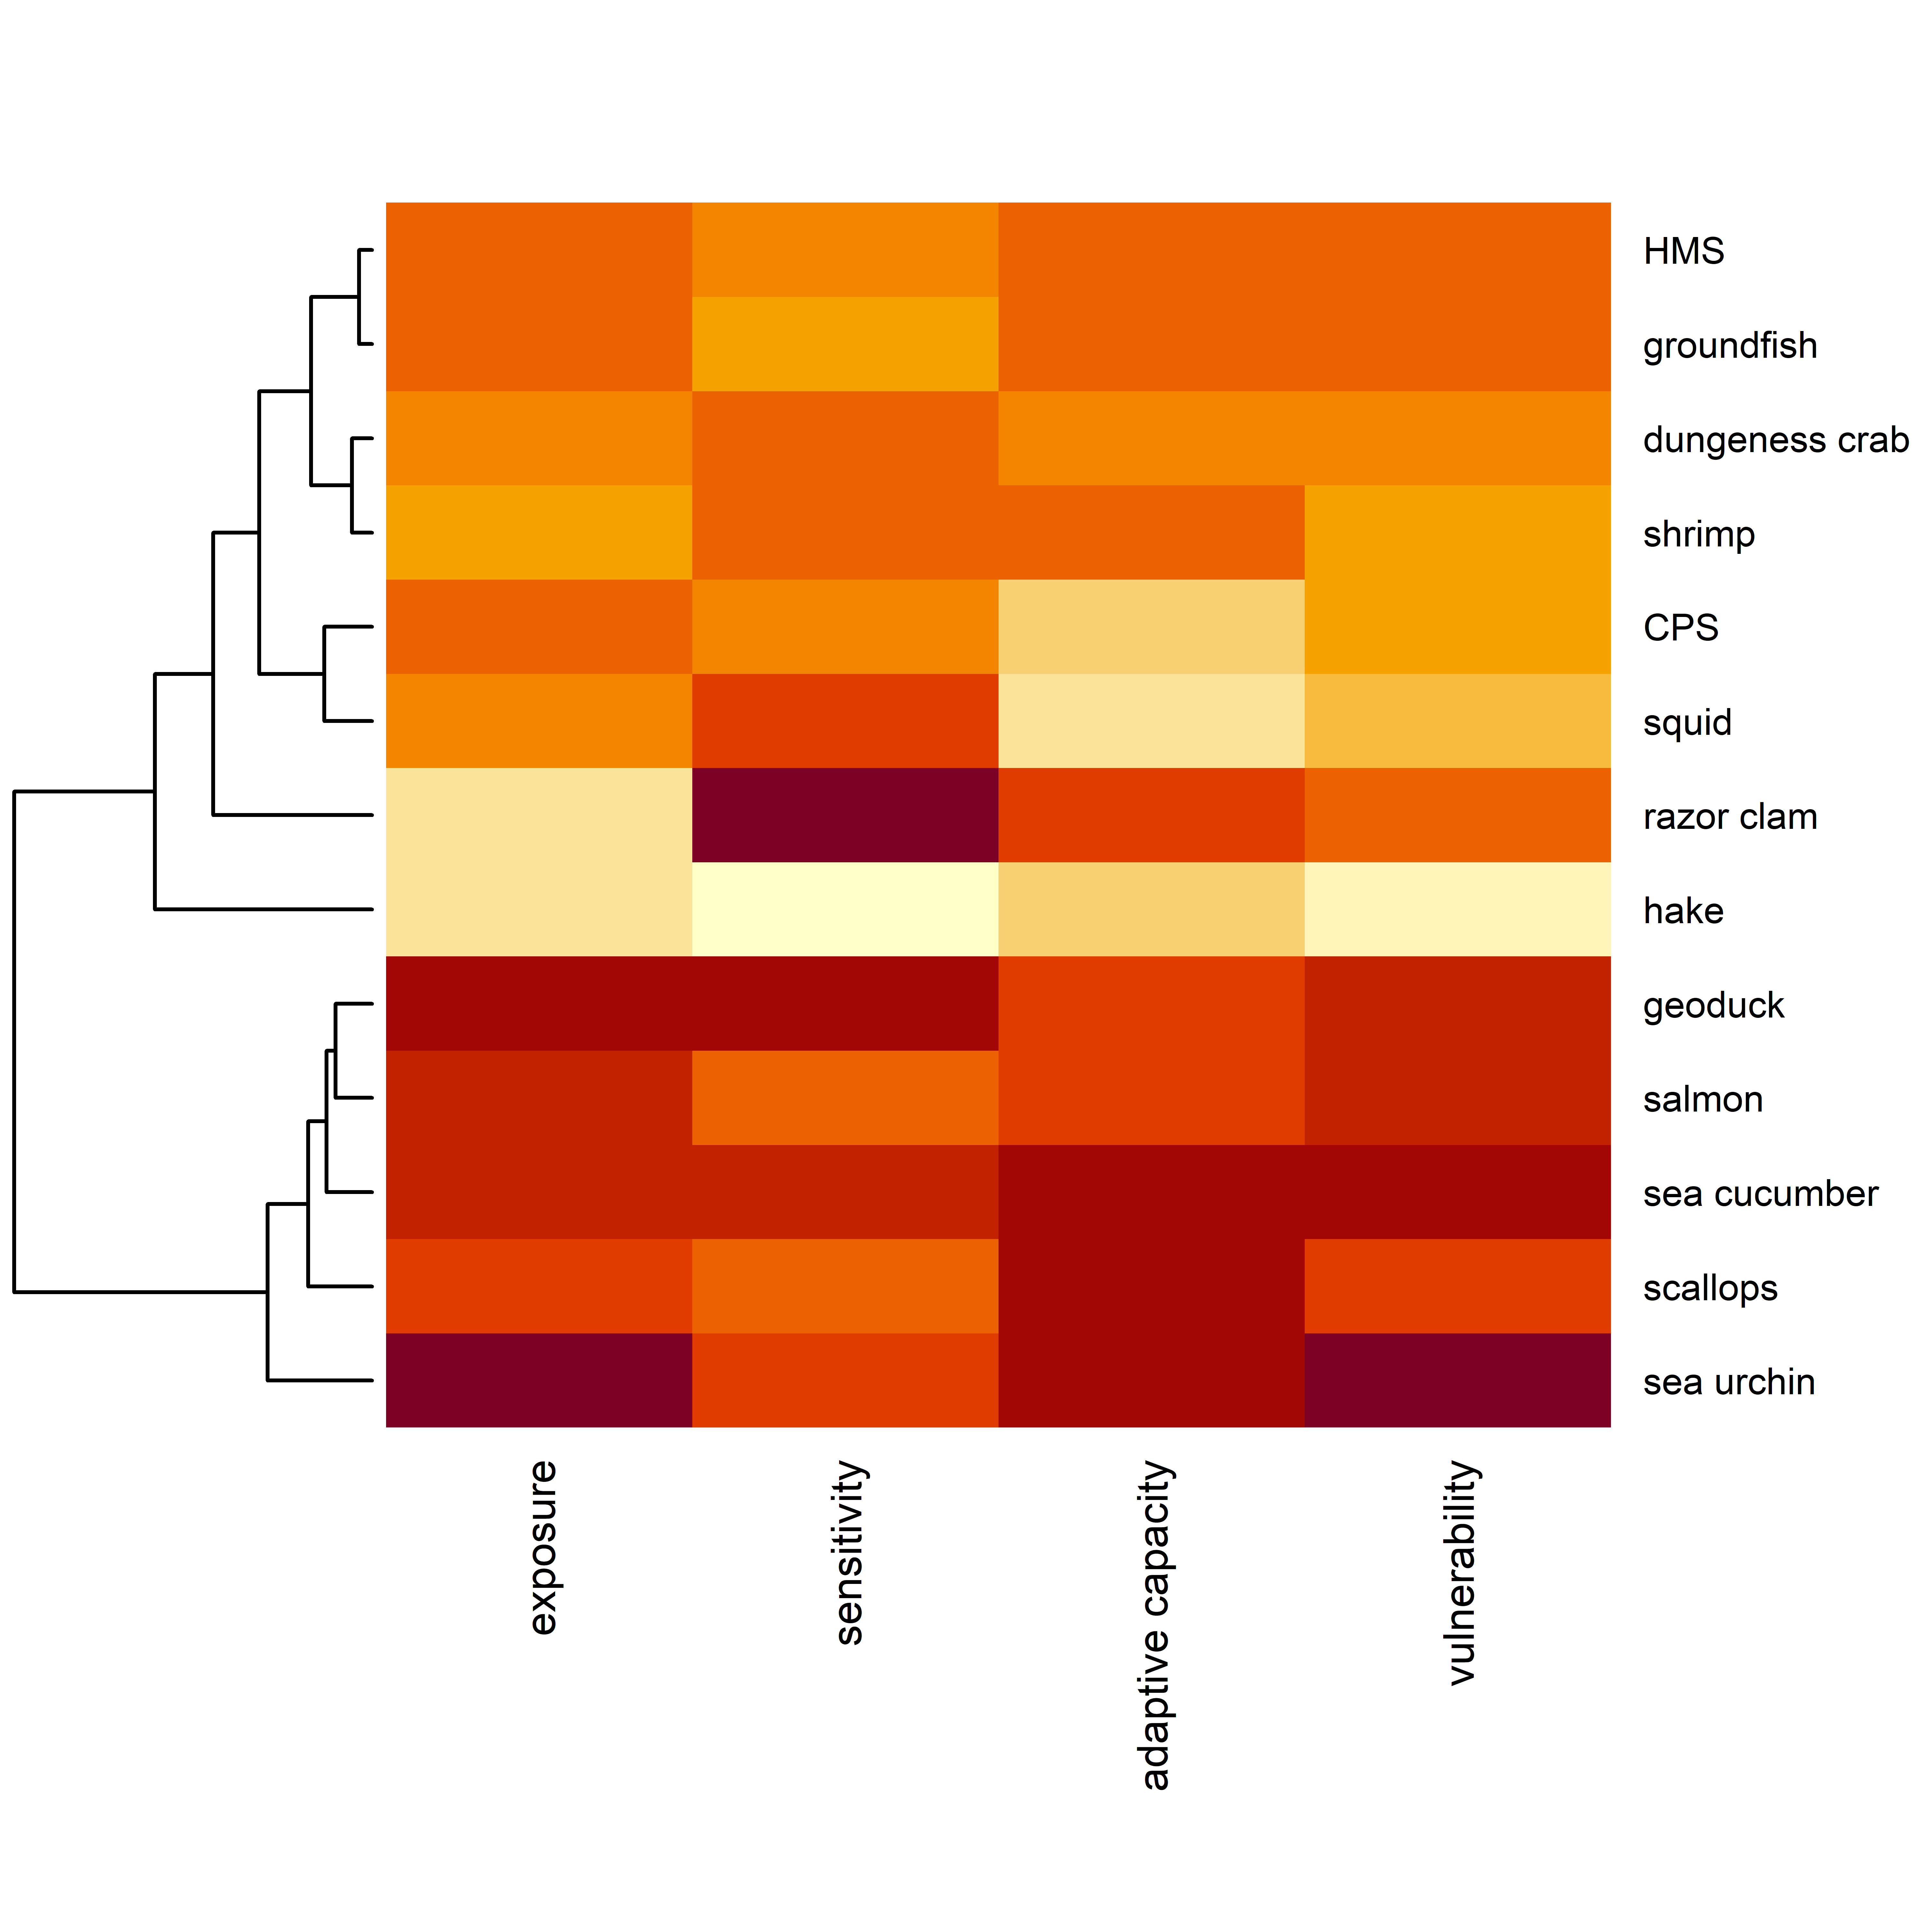 HMS
groundfish
dungeness crab
shrimp
CPS
squid
razor clam
hake
geoduck
salmon
sea cucumber
scallops
sea urchin
exposure
sensitivity
adaptive capacity
vulnerability